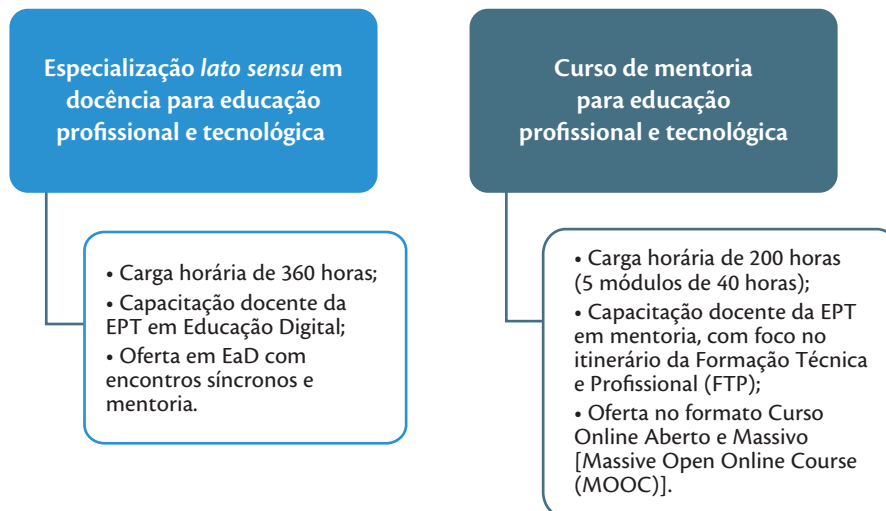 Especialização lato sensu em
docência para educação
profissional e tecnológica
• Carga horária de 360 horas;
• Capacitação docente da
EPT em Educação Digital;
• Oferta em EaD com
encontros síncronos e
mentoria.
Curso de mentoria
para educação
profissional e tecnológica
• Carga horária de 200 horas
(5 módulos de 40 horas);
• Capacitação docente da EPT
em mentoria, com foco no
itinerário da Formação Técnica
e Profissional (FTP);
• Oferta no formato Curso
Online Aberto e Massivo
[Massive Open Online Course
(MOOC)].